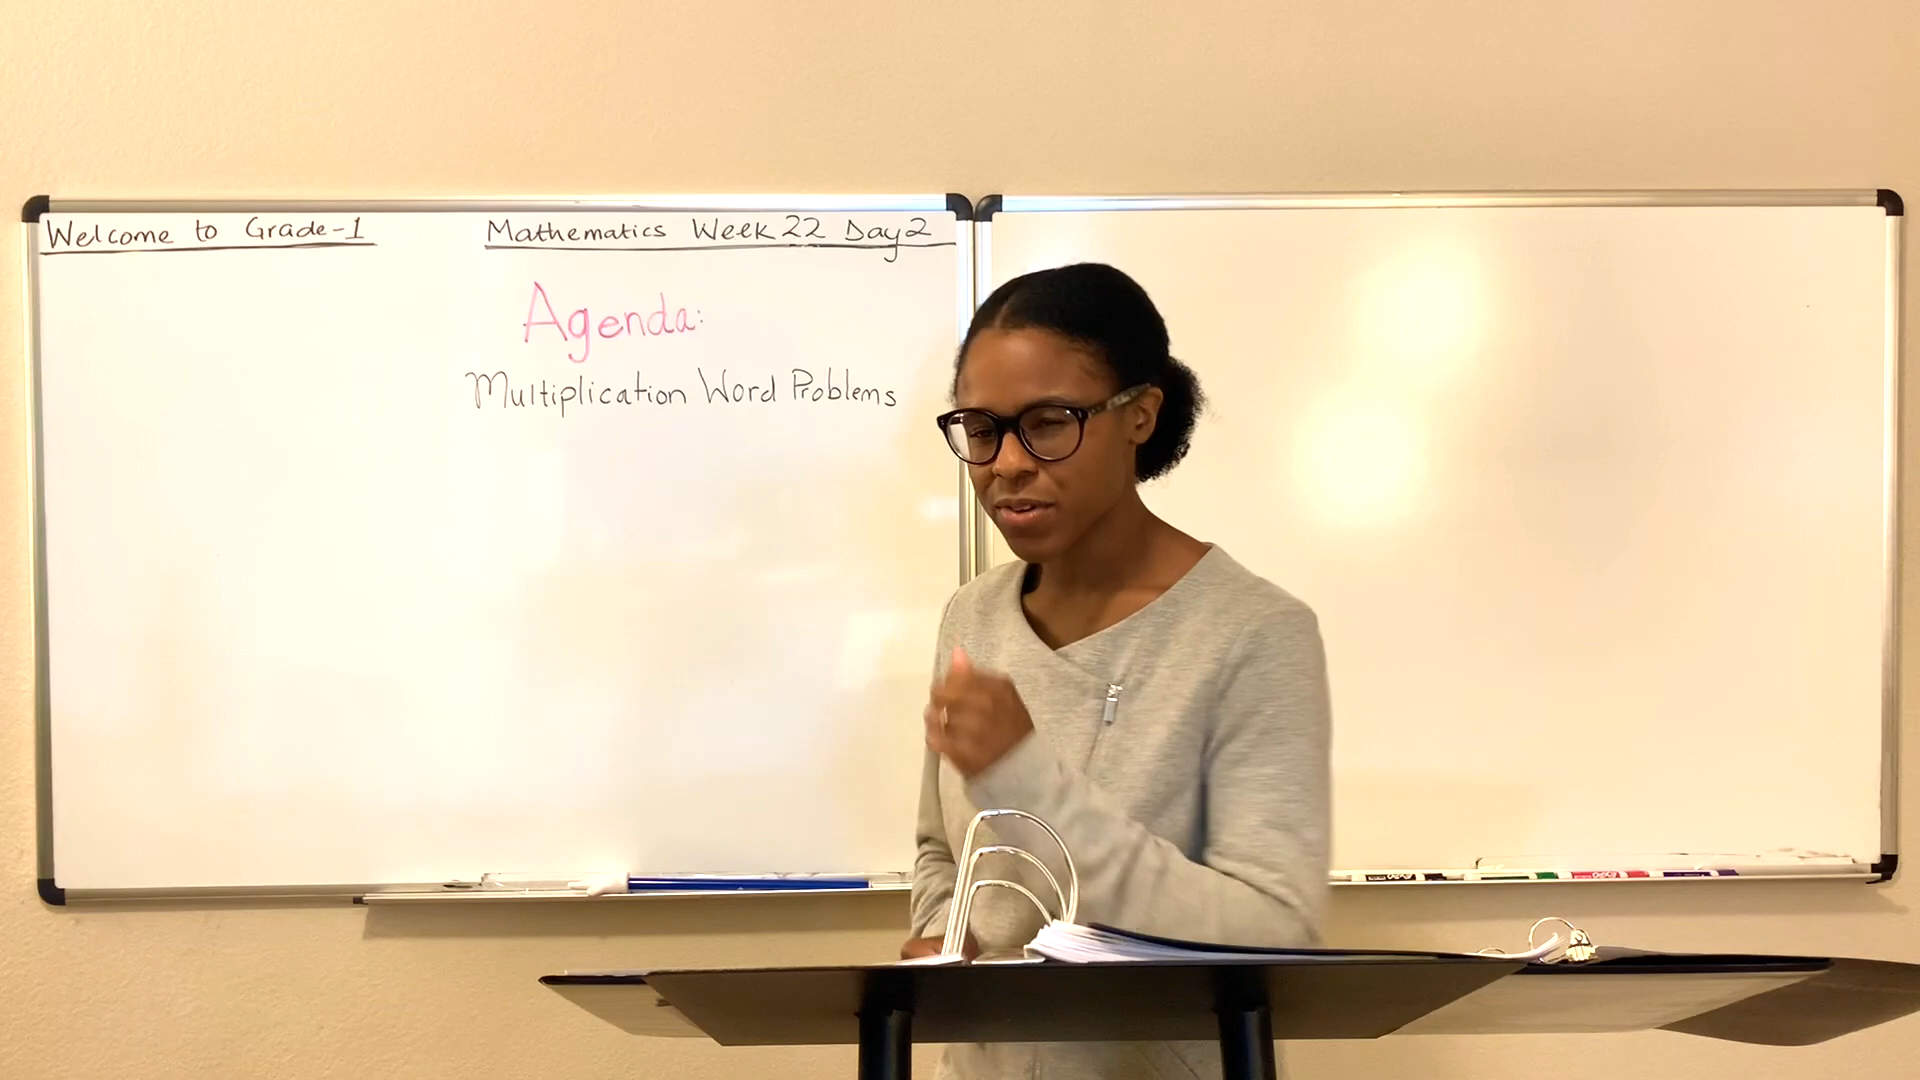 Welcome to Grade-1
Mathematics Week 22 Day 2
Agenda:
Multiplication Word Problems